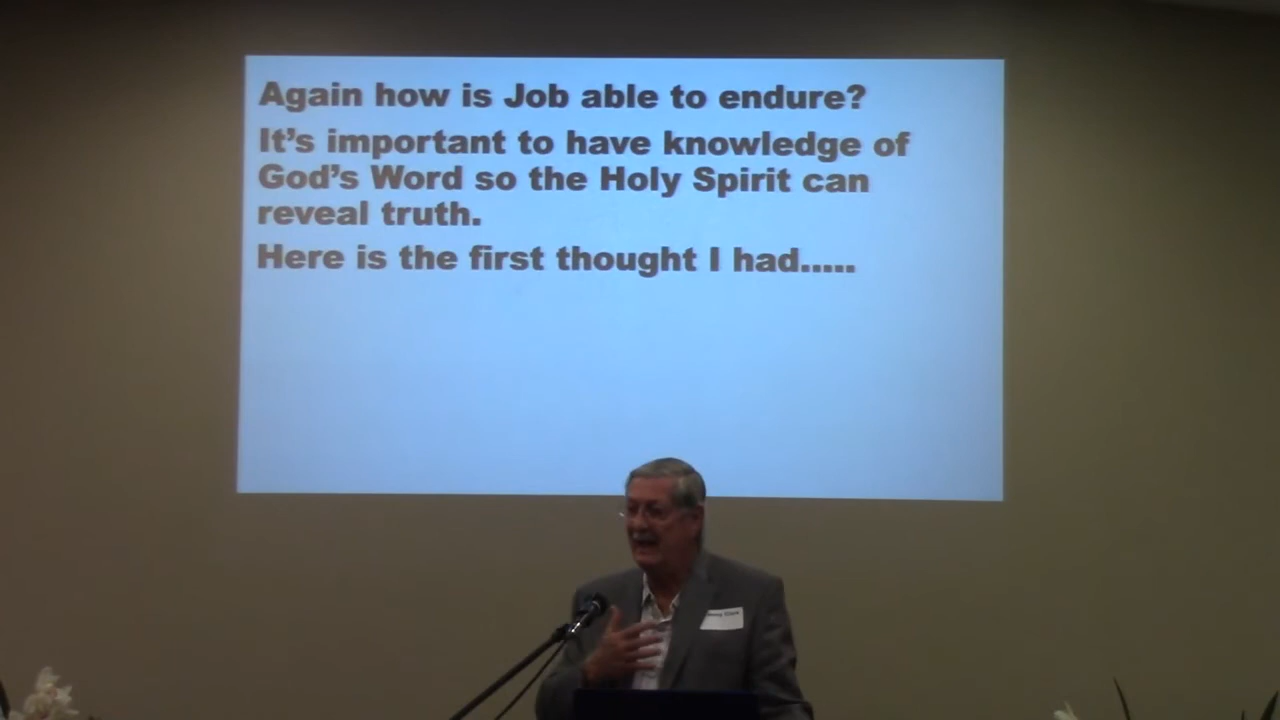 Again how is Job able to endure?
It's important to have knowledge of
God's Word so the Holy Spirit can
reveal truth.
Here is the first thought I had.....